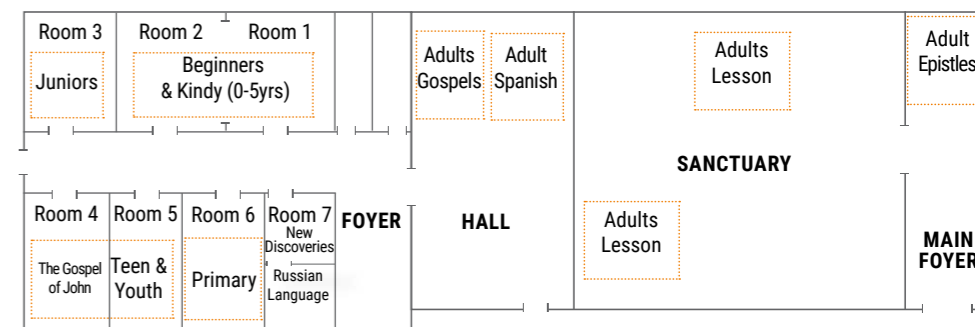 Room 3
Juniors
Room 2
Room 1
Beginners
& Kindy (0-5yrs)
Adults
Gospels
Adult
Spanish
Adults
Lesson
Adult
Epistles
SANCTUARY
Room 4
The Gospel
of John
Room 5
Teen &
Youth
Room 6
Primary
Room 7
New
Discoveries
Russian
Language
FOYER
HALL
Adults
Lesson
MAIN
FOYER